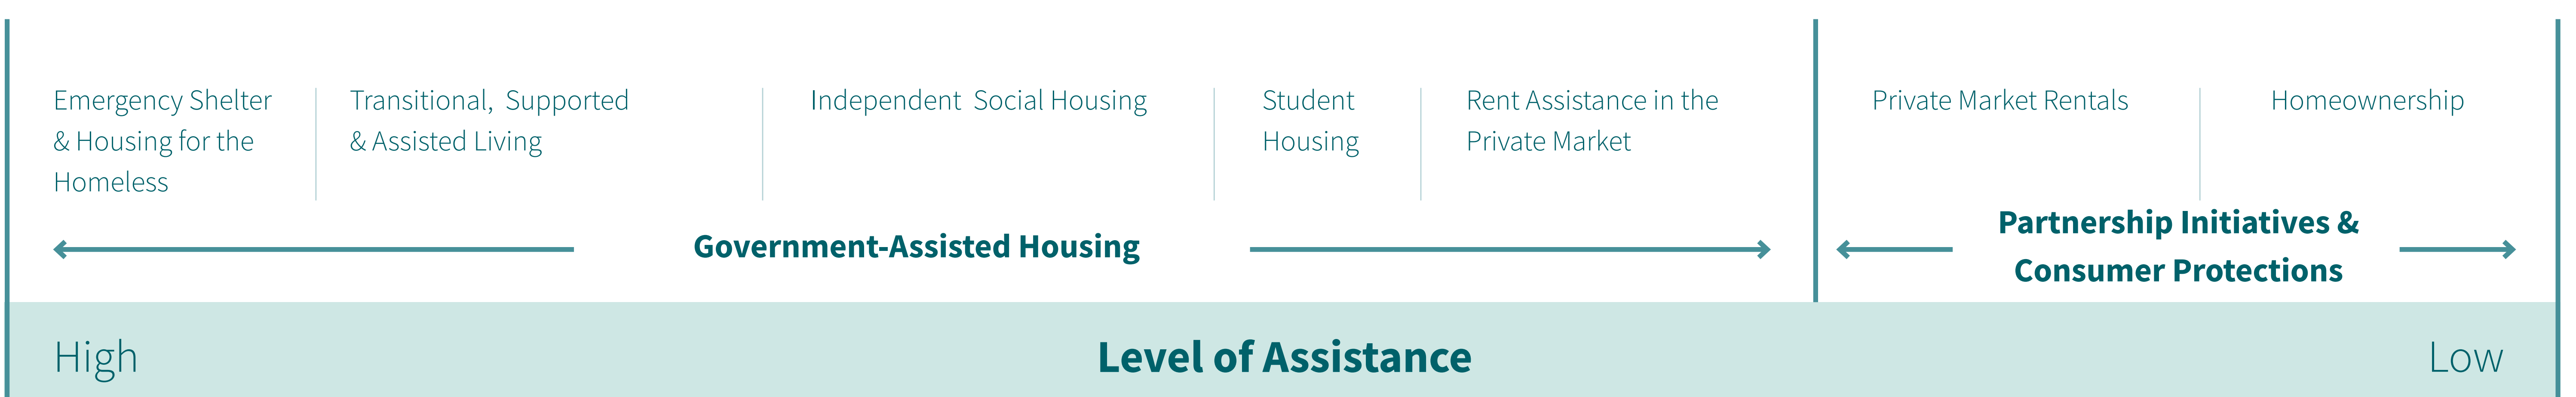 Emergency Shelter
& Housing for the
Homeless
Transitional, Supported
& Assisted Living
Independent Social Housing
Student
Housing
Rent Assistance in the
Private Market
Private Market Rentals
Homeownership
Government-Assisted Housing
Partnership Initiatives &
Consumer Protections
High
Level of Assistance
Low